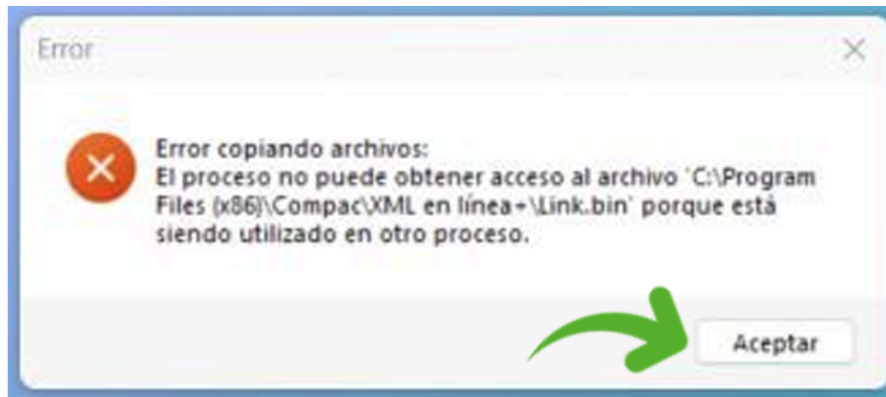 Error
Error copiando archivos:
El proceso no puede obtener acceso al archivo 'C:\Program
Files (x86)\Compac\XML en línea+\Link.bin' porque está
siendo utilizado en otro proceso.
Aceptar